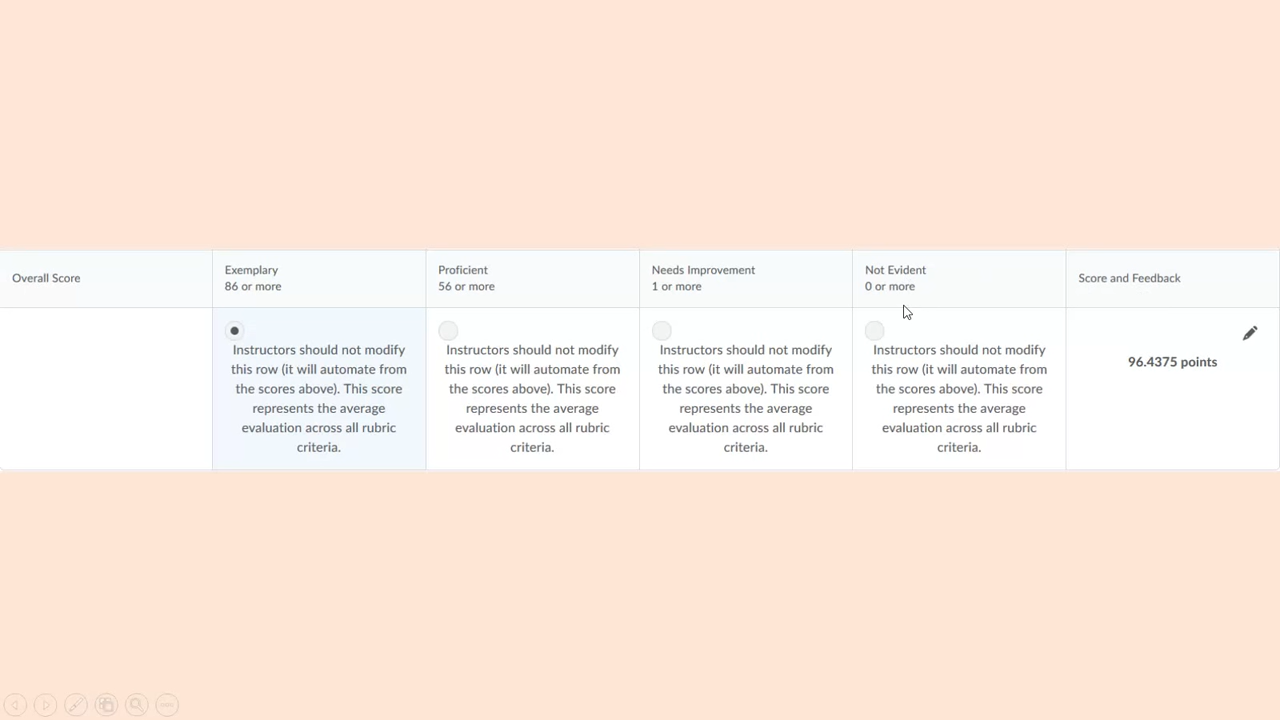 Overall Score
Exemplary
86 or more
Proficient
56 or more
Needs Improvement
1 or more
Not Evident
0 or more
Score and Feedback
Instructors should not modify
this row (it will automate from
the scores above). This score
represents the average
evaluation across all rubric
criteria.
Instructors should not modify
this row (it will automate from
the scores above). This score
represents the average
evaluation across all rubric
criteria.
Instructors should not modify
this row (it will automate from
the scores above). This score
represents the average
evaluation across all rubric
criteria.
Instructors should not modify
this row (it will automate from
the scores above). This score
represents the average
evaluation across all rubric
criteria.
96.4375 points